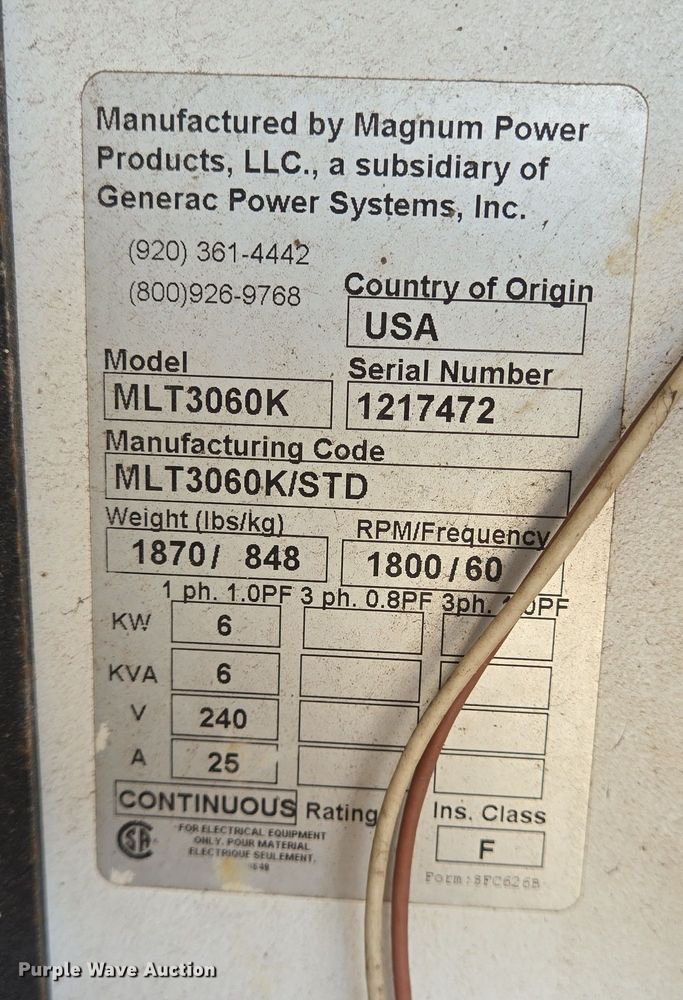 Manufactured by Magnum Power
Products, LLC., a subsidiary of
Generac Power Systems, Inc.
(920) 361-4442
(800)926-9768
Country of Origin
USA
Model
MLT3060K
Serial Number
1217472
Manufacturing Code
MLT3060K/STD
Weight (lbs/kg)
1870/ 848
RPM/Frequency
1800/60
1 ph. 1.0PF 3 ph. 0.8PF 3ph.
KW 6
KVA 6
V 240
A 25
CONTINUOUS Rating
Ins. Class
F
FOR ELECTRICAL EQUIPMENT
ONLY. POUR MATERIAL
ELECTRIQUE SEULEMENT.
Form:SFC626B
Purple Wave Auction